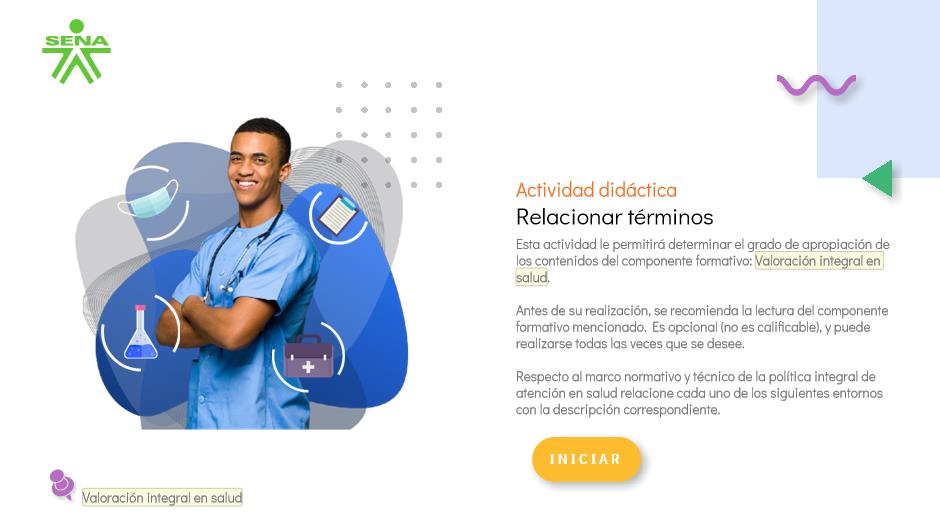 SENA
Actividad didáctica
Relacionar términos
Esta actividad le permitirá determinar el grado de apropiación de
los contenidos del componente formativo: Valoración integral en
salud.
Antes de su realización, se recomienda la lectura del componente
formativo mencionado. Es opcional (no es calificable), y puede
realizarse todas las veces que se desee.
Respecto al marco normativo y técnico de la política integral de
atención en salud relacione cada uno de los siguientes entornos
con la descripción correspondiente.
INICIAR
Valoración integral en salud